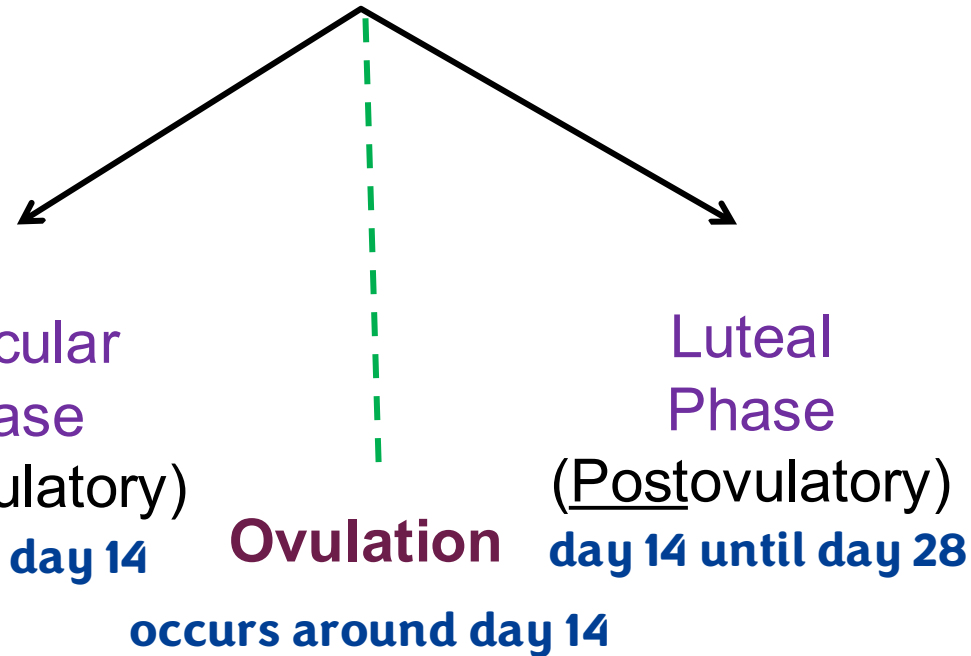 cular
ase
ulatory)
day 14
Ovulation
occurs around day 14
Luteal
Phase
(Postovulatory)
day 14 until day 28